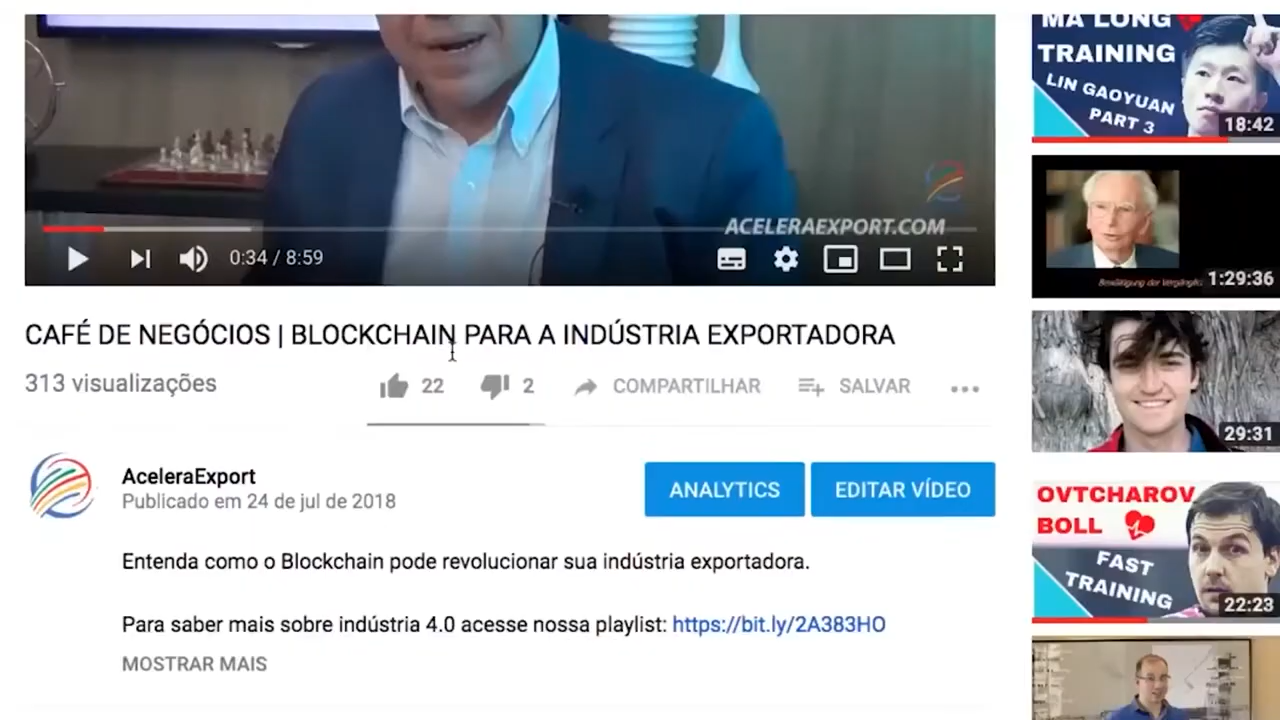 ACELERAEXPORT.COM
0:34 / 8:59
CAFÉ DE NEGÓCIOS | BLOCKCHAIN PARA A INDÚSTRIA EXPORTADORA
313 visualizações
22
2
COMPARTILHAR
SALVAR
AceleraExport
Publicado em 24 de jul de 2018
ANALYTICS
EDITAR VÍDEO
Entenda como o Blockchain pode revolucionar sua indústria exportadora.
Para saber mais sobre indústria 4.0 acesse nossa playlist: https://bit.ly/2A383HO
MOSTRAR MAIS
MA LONG
TRAINING
LIN GAOYUAN
PART 3
18:42
1:29:36
29:31
OVTCHAROV
BOLL
FAST
TRAINING
22:23